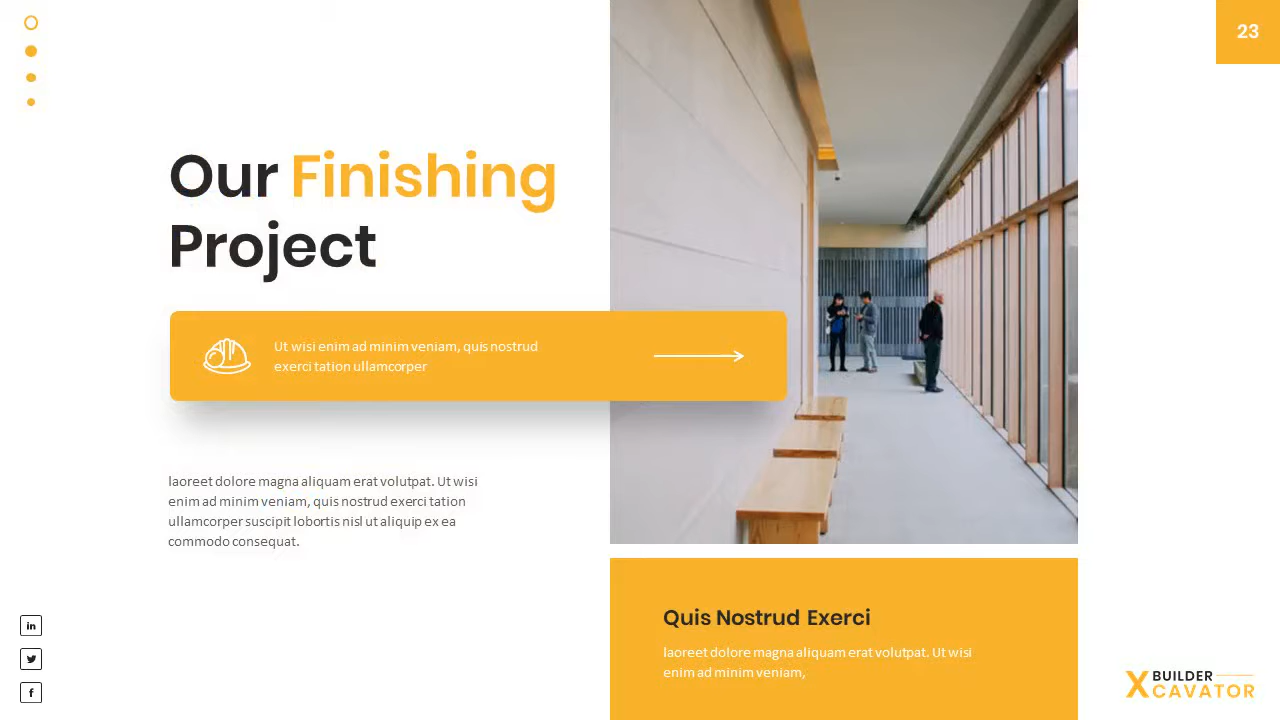 23
Our Finishing
Project
Ut wisi enim ad minim veniam, quis nostrud
exerci tation ullamcorper
laoreet dolore magna aliquam erat volutpat. Ut wisi
enim ad minim veniam, quis nostrud exerci tation
ullamcorper suscipit lobortis nisl ut aliquip ex ea
commodo consequat.
Quis Nostrud Exerci
laoreet dolore magna aliquam erat volutpat. Ut wisi
enim ad minim veniam,
in
f
X BUILDER
CAVATOR